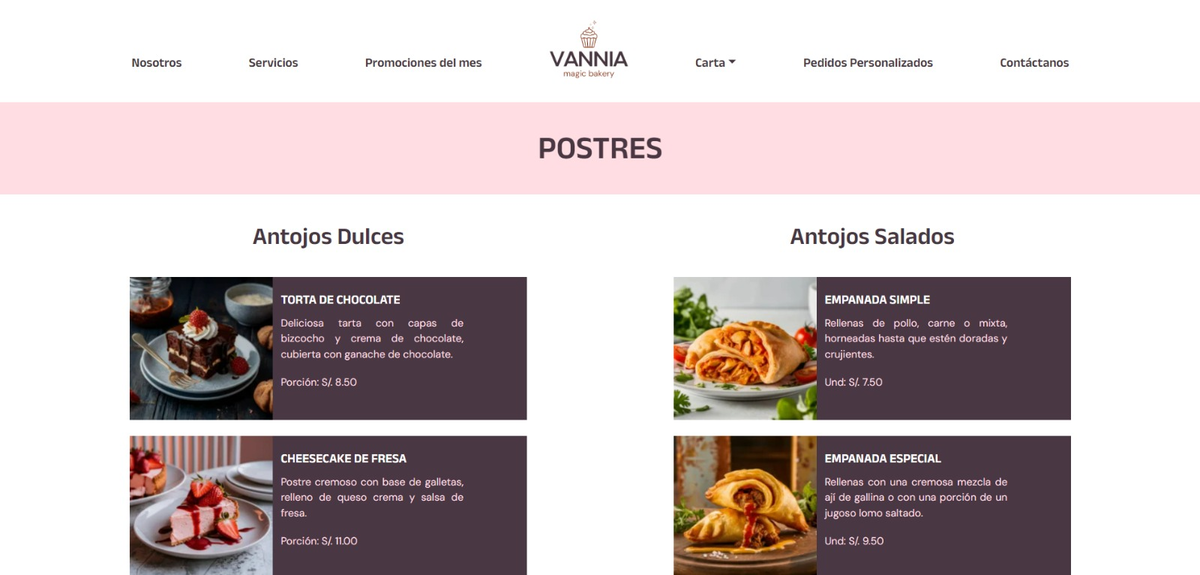 Nosotros
Servicios
Promociones del mes
VANNIA
magic bakery
Carta
Pedidos Personalizados
Contáctanos
POSTRES
Antojos Dulces
TORTA DE CHOCOLATE
Deliciosa tarta con capas de
bizcocho y crema de chocolate,
cubierta con ganache de chocolate.
Porción: S/. 8.50
CHEESECAKE DE FRESA
Postre cremoso con base de galletas,
relleno de queso crema y salsa de
fresa.
Porción: S/. 11.00
Antojos Salados
EMPANADA SIMPLE
Rellenas de pollo, carne o mixta,
horneadas hasta que estén doradas y
crujientes.
Und: S/. 7.50
EMPANADA ESPECIAL
Rellenas con una cremosa mezcla de
ají de gallina o con una porción de un
jugoso lomo saltado.
Und: S/. 9.50